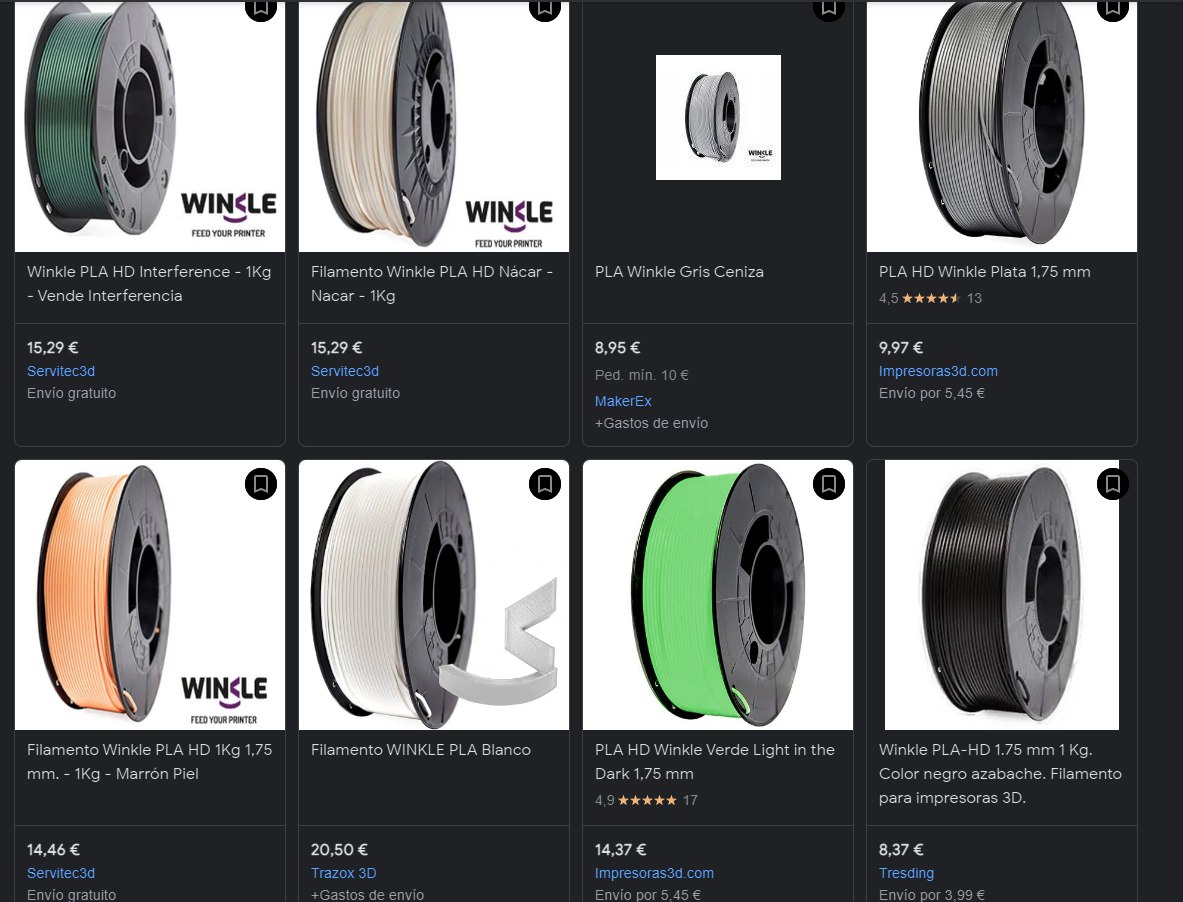 WINKLE
FEED YOUR PRINTER
WINKLE
FEED YOUR PRINTER
WINKLE
FEED YOUR PRINTER
Winkle PLA HD Interference - 1Kg
- Vende Interferencia
15,29 €
Servitec3d
Envío gratuito
Filamento Winkle PLA HD Nácar -
Nacar - 1Kg
15,29 €
Servitec3d
Envío gratuito
PLA Winkle Gris Ceniza
8,95 €
Ped. mín. 10 €
MakerEx
+Gastos de envío
PLA HD Winkle Plata 1,75 mm
4,5 ★★★★★ 13
9,97 €
Impresoras3d.com
Envío por 5,45 €
WINKLE
FEED YOUR PRINTER
Filamento Winkle PLA HD 1Kg 1,75
mm. - 1Kg - Marrón Piel
14,46 €
Servitec3d
Envío gratuito
Filamento WINKLE PLA Blanco
20,50 €
Trazox 3D
+Gastos de envío
PLA HD Winkle Verde Light in the
Dark 1,75 mm
4,9 ★★★★★ 17
14,37 €
Impresoras3d.com
Envío por 5,45 €
Winkle PLA-HD 1.75 mm 1 Kg.
Color negro azabache. Filamento
para impresoras 3D.
8,37 €
Tresding
Envío por 3,99 €